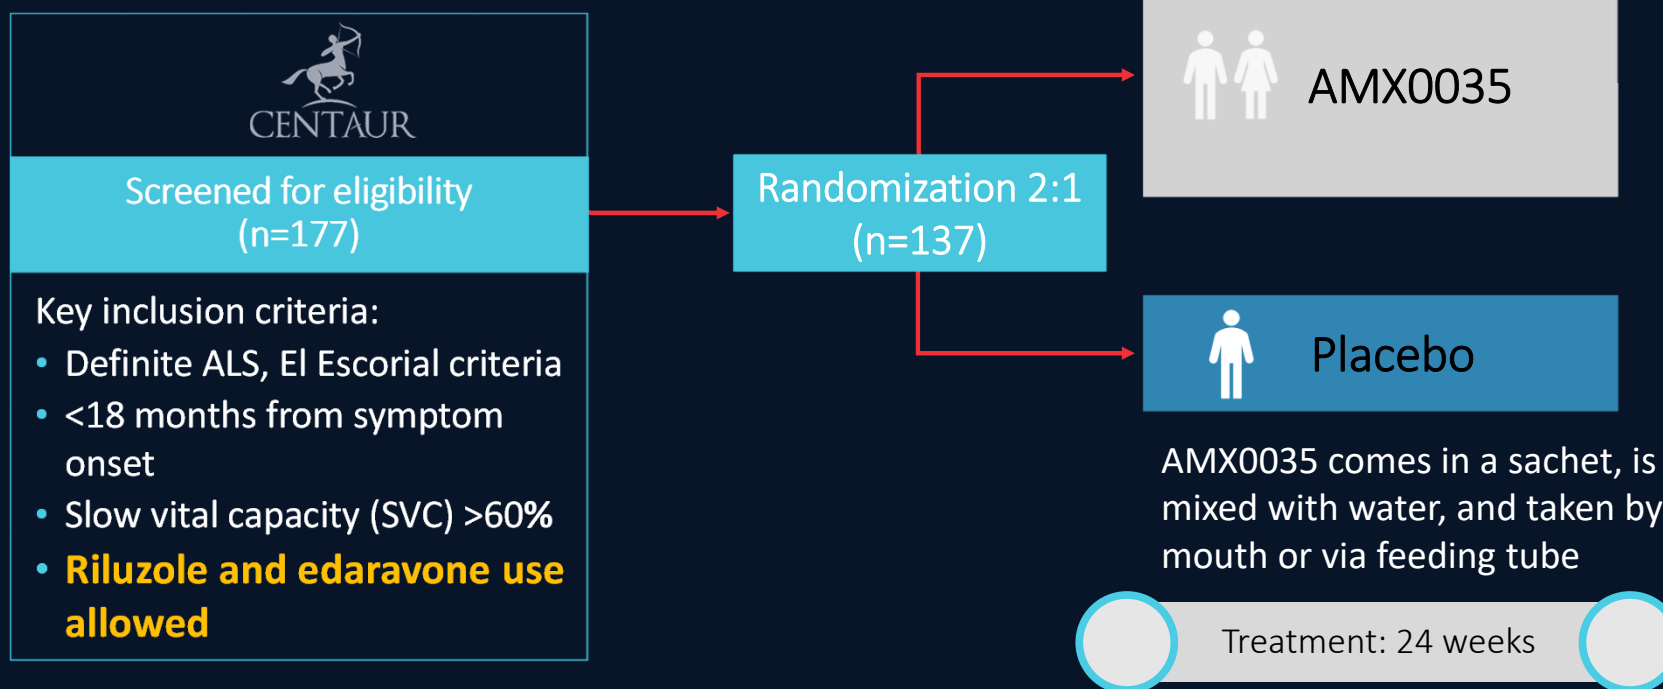 CENTAUR
Screened for eligibility
(n=177)
Key inclusion criteria:
• Definite ALS, El Escorial criteria
• <18 months from symptom
onset
• Slow vital capacity (SVC) >60%
• Riluzole and edaravone use
allowed
Randomization 2:1
(n=137)
AMX0035
Placebo
AMX0035 comes in a sachet, is
mixed with water, and taken by
mouth or via feeding tube
Treatment: 24 weeks